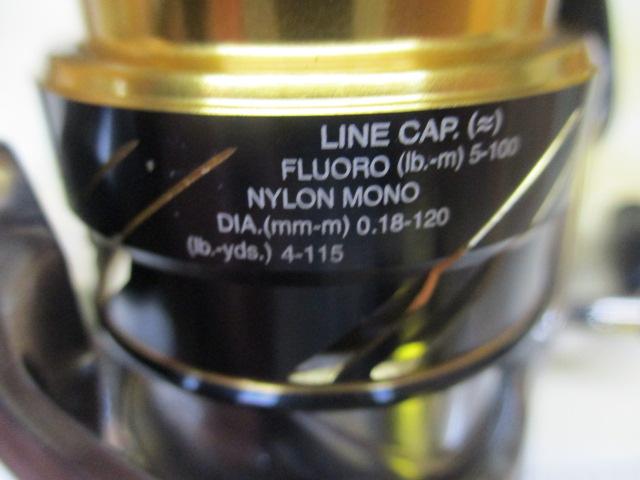 LINE CAP. (≈)
FLUORO (lb.-m) 5-100
NYLON MONO
DIA.(mm-m) 0.18-120
(lb.-yds.) 4-115